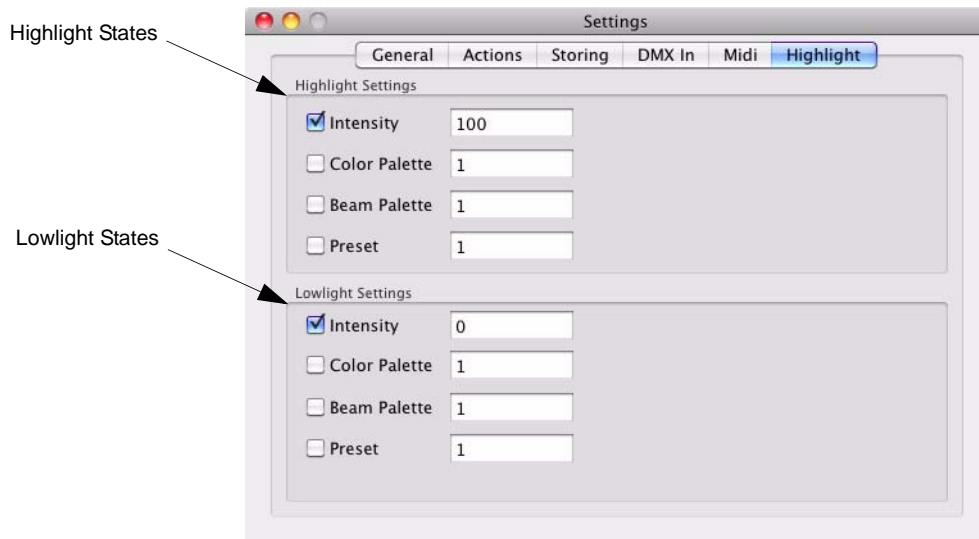 Settings
Highlight States
General Actions Storing DMX In Midi Highlight
Highlight Settings
Intensity 100
Color Palette 1
Beam Palette 1
Preset 1
Lowlight States
Lowlight Settings
Intensity 0
Color Palette 1
Beam Palette 1
Preset 1